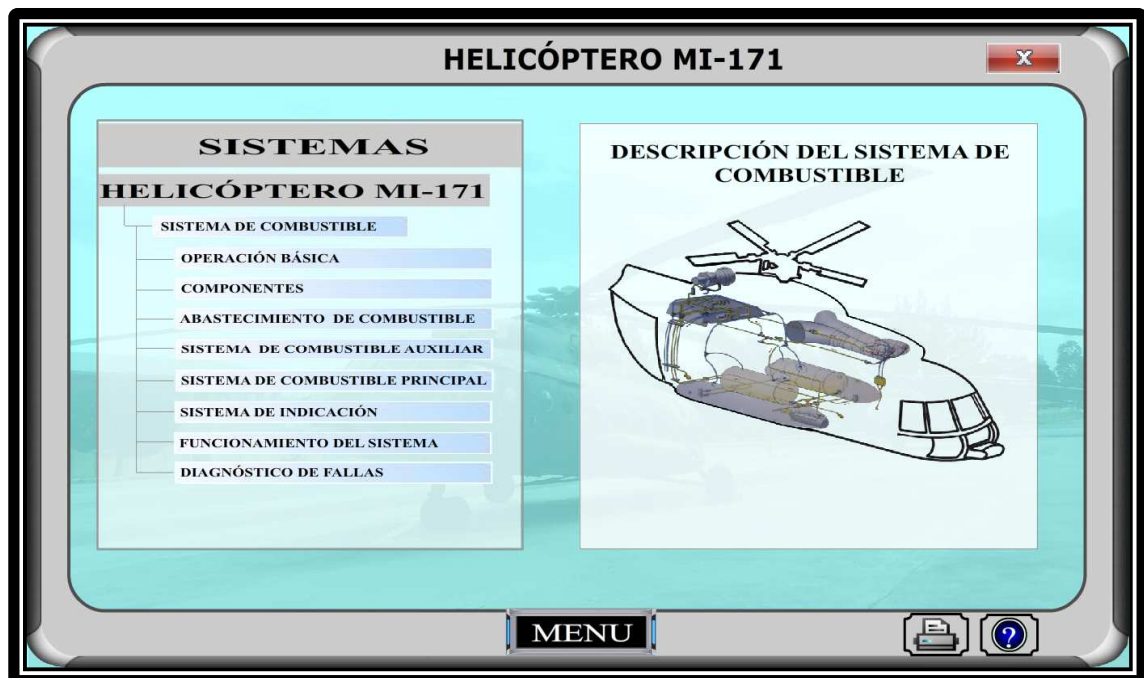 HELICÓPTERO MI-171
X
SISTEMAS
HELICÓPTERO MI-171
SISTEMA DE COMBUSTIBLE
OPERACIÓN BÁSICA
COMPONENTES
ABASTECIMIENTO DE COMBUSTIBLE
SISTEMA DE COMBUSTIBLE AUXILIAR
SISTEMA DE COMBUSTIBLE PRINCIPAL
SISTEMA DE INDICACIÓN
FUNCIONAMIENTO DEL SISTEMA
DIAGNÓSTICO DE FALLAS
DESCRIPCIÓN DEL SISTEMA DE
COMBUSTIBLE
MENU
?